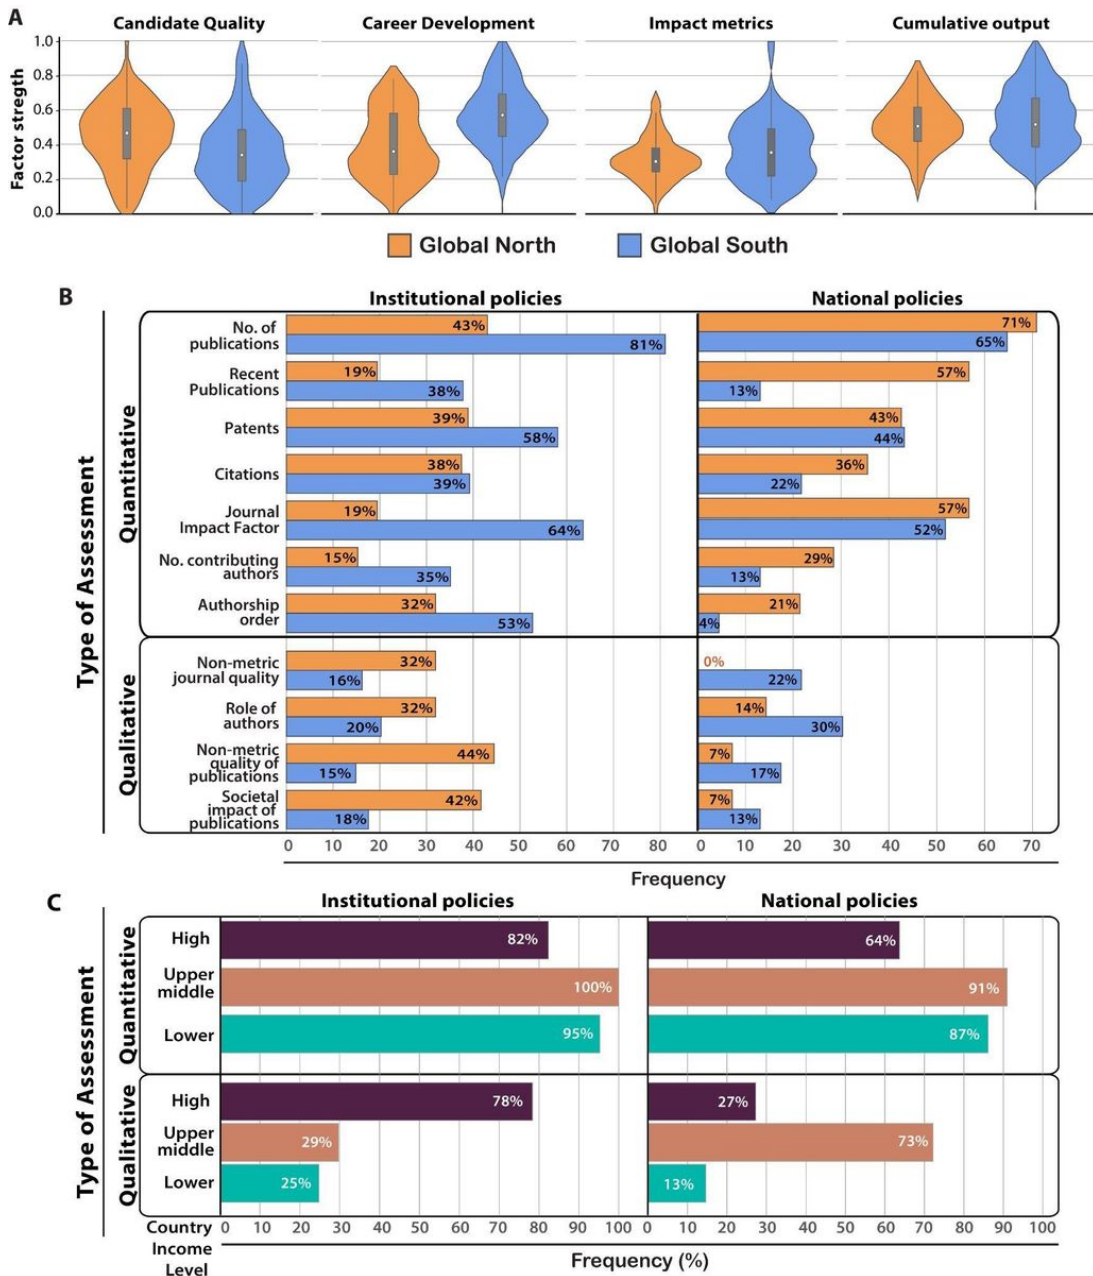 A
Candidate Quality
Career Development
Impact metrics
Cumulative output
Factor stregth
1.0
0.8
0.6
0.4
0.2
0.0
Global North
Global South
B
Institutional policies
National policies
Type of Assessment
Quantitative
No. of
publications
43%
81%
71%
65%
Recent
Publications
19%
38%
57%
13%
Patents
39%
58%
43%
44%
Citations
38%
39%
36%
22%
Journal
Impact Factor
19%
64%
57%
52%
No. contributing
authors
15%
35%
29%
13%
Authorship
order
32%
53%
21%
4%
Qualitative
Non-metric
journal quality
32%
16%
0%
22%
Role of
authors
32%
20%
14%
30%
Non-metric
quality of
publications
44%
15%
7%
17%
Societal
impact of
publications
42%
18%
7%
13%
0 10 20 30 40 50 60 70 80
0 10 20 30 40 50 60 70
Frequency
C
Institutional policies
National policies
Type of Assessment
Quantitative
High
82%
64%
Upper
middle
100%
91%
Lower
95%
87%
Qualitative
High
78%
27%
Upper
middle
29%
73%
Lower
25%
13%
Country
Income
Level
0 10 20 30 40 50 60 70 80 90 100
0 10 20 30 40 50 60 70 80 90 100
Frequency (%)